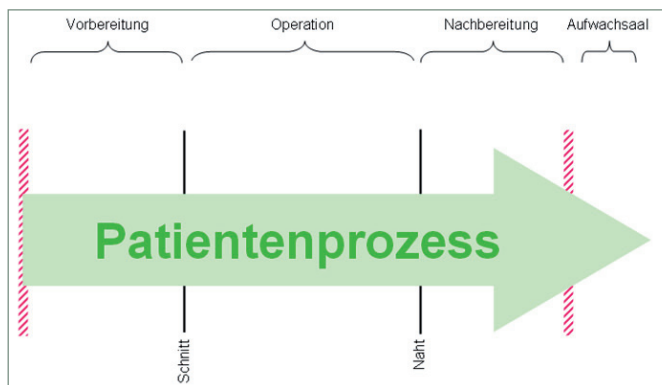 Vorbereitung
Operation
Nachbereitung
Aufwachsaal
Patientenprozess
Schnitt
Naht